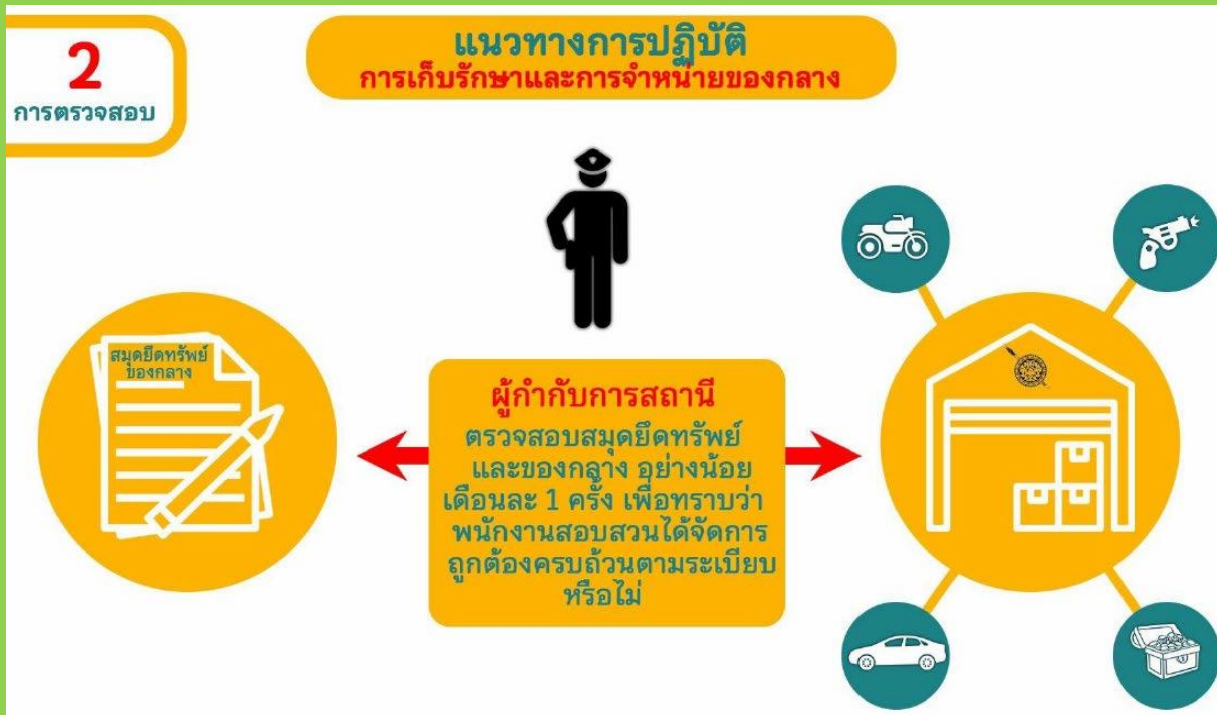 2
การตรวจสอบ
แนวทางการปฏิบัติ
การเก็บรักษาและการจำหน่ายของกลาง
สมุดยึดทรัพย์
ของกลาง
ผู้กำกับการสถานี
ตรวจสอบสมุดยึดทรัพย์
และของกลาง อย่างน้อย
เดือนละ 1 ครั้ง เพื่อทราบว่า
พนักงานสอบสวนได้จัดการ
ถูกต้องครบถ้วนตามระเบียบ
หรือไม่